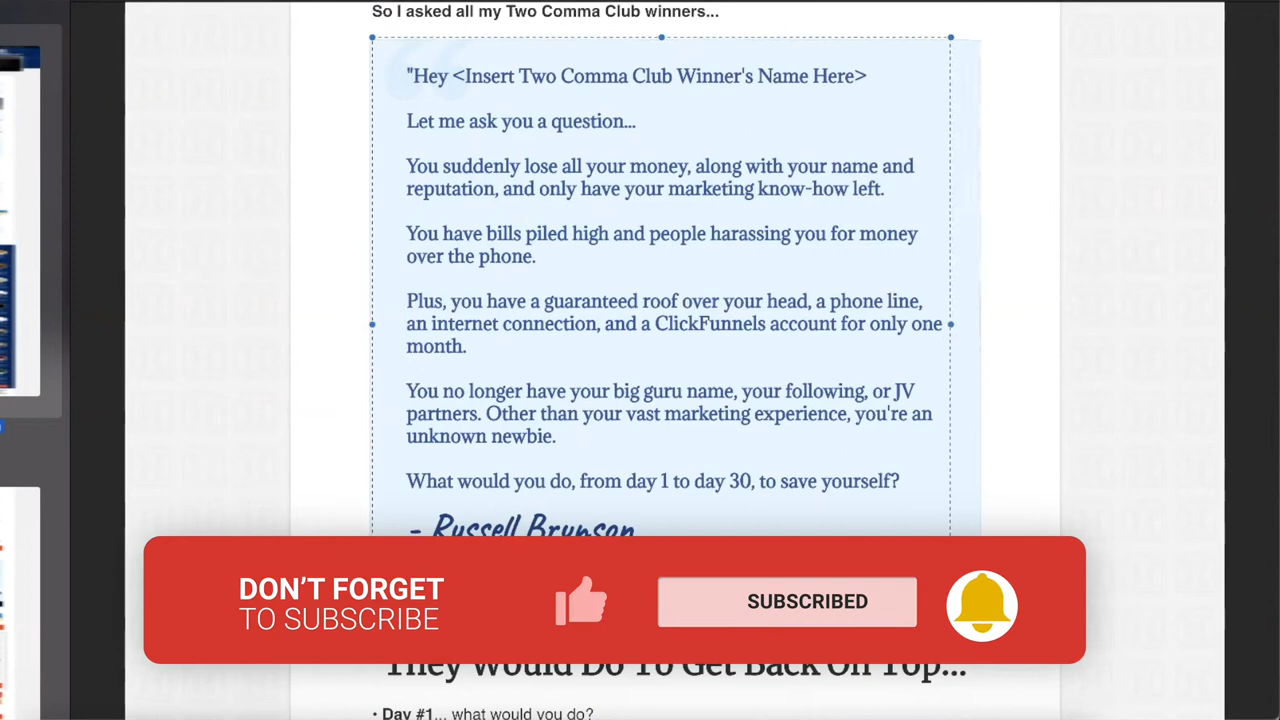 So I asked all my Two Comma Club winners...
"Hey <Insert Two Comma Club Winner's Name Here>
Let me ask you a question...
You suddenly lose all your money, along with your name and
reputation, and only have your marketing know-how left.
You have bills piled high and people harassing you for money
over the phone.
Plus, you have a guaranteed roof over your head, a phone line,
an internet connection, and a ClickFunnels account for only one
month.
You no longer have your big guru name, your following, or JV
partners. Other than your vast marketing experience, you're an
unknown newbie.
What would you do, from day 1 to day 30, to save yourself?
- Russell Brunson
DON'T FORGET
TO SUBSCRIBE
SUBSCRIBED
They Would Do To Get Back On Top...
• Day #1... what would you do?